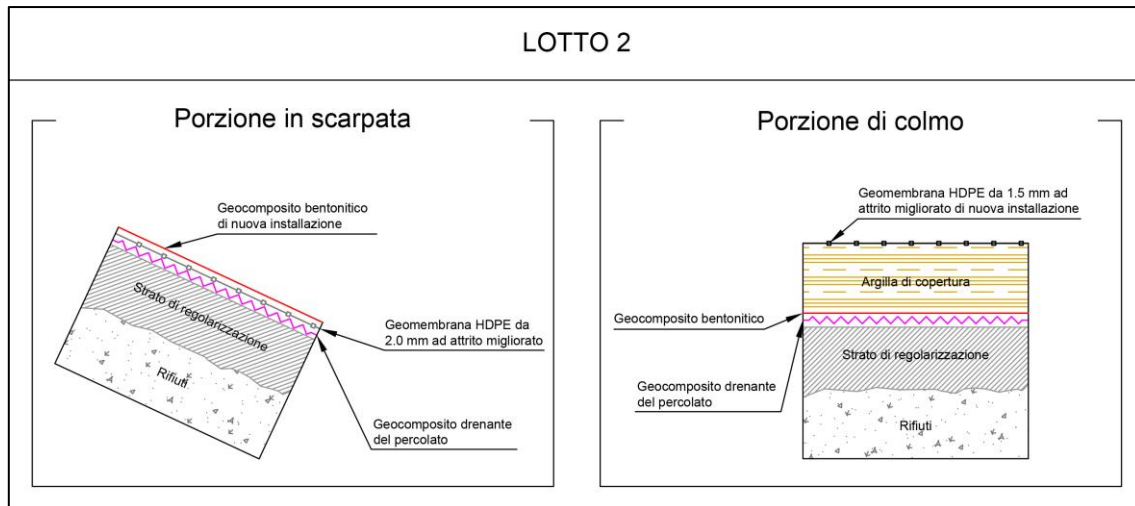 LOTTO 2
Porzione in scarpata
Geocomposito bentonitico
di nuova installazione
Strato di regolarizzazione
Geomembrana HDPE da
2.0 mm ad attrito migliorato
Rifiuti
Geocomposito drenante
del percolato
Porzione di colmo
Geomembrana HDPE da 1.5 mm ad
attrito migliorato di nuova installazione
Argilla di copertura
Geocomposito bentonitico
Strato di regolarizzazione
Geocomposito drenante
del percolato
Rifiuti